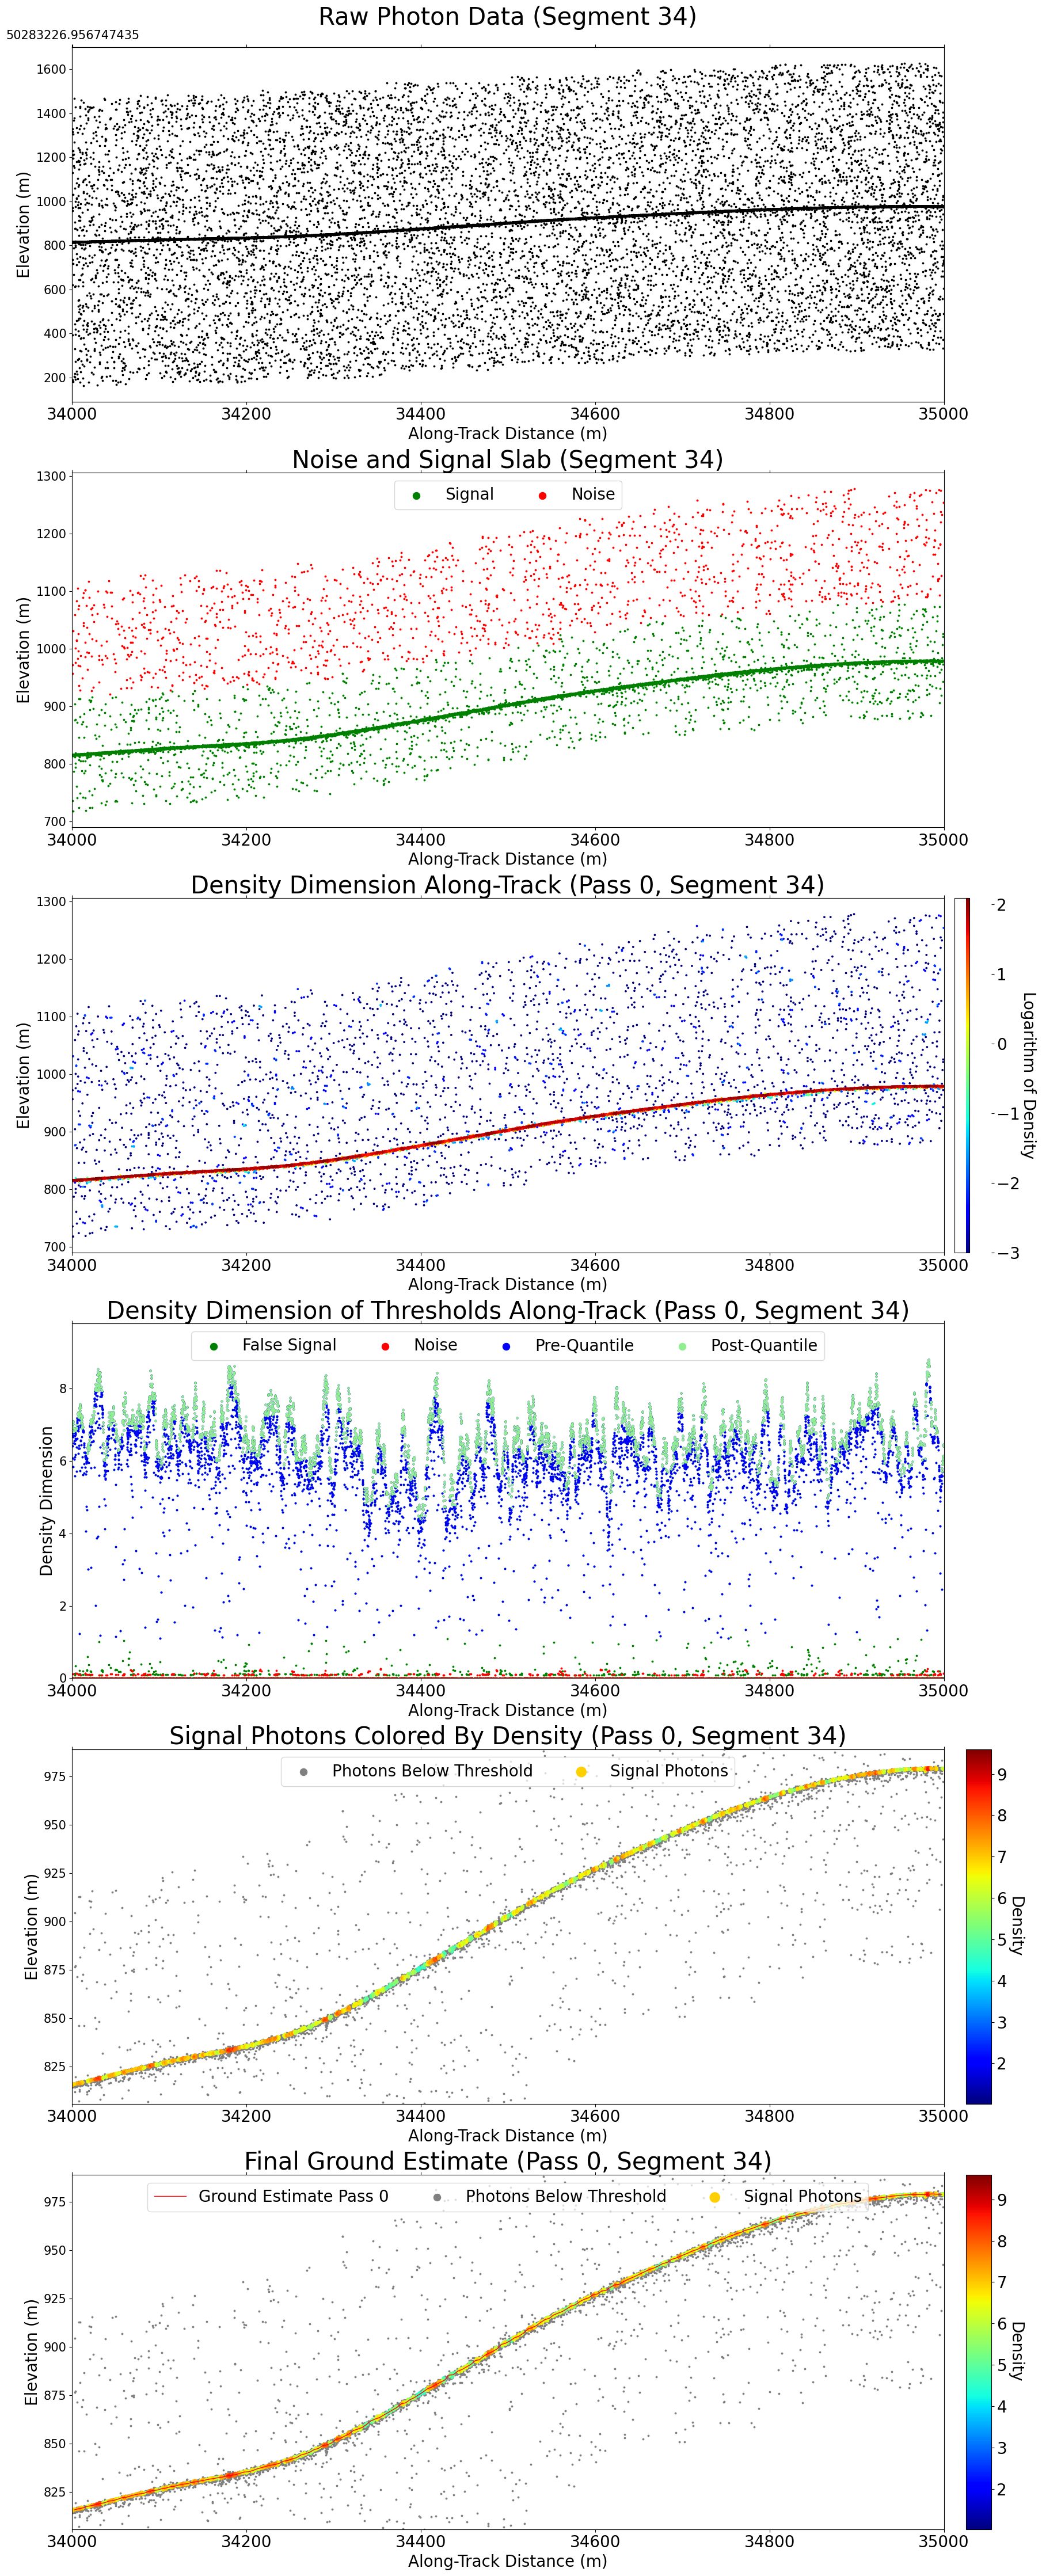 Raw Photon Data (Segment 34)
50283226.956747435
1600
1400
1200
1000
800
600
400
200
Elevation (m)
34000 34200 34400 34600 34800 35000
Along-Track Distance (m)
Noise and Signal Slab (Segment 34)
Signal Noise
1300
1200
1100
1000
900
800
700
Elevation (m)
34000 34200 34400 34600 34800 35000
Along-Track Distance (m)
Density Dimension Along-Track (Pass 0, Segment 34)
1300
1200
1100
1000
900
800
700
Elevation (m)
34000 34200 34400 34600 34800 35000
Along-Track Distance (m)
2
1
0
−1
−2
−3
Logarithm of Density
Density Dimension of Thresholds Along-Track (Pass 0, Segment 34)
False Signal Noise Pre-Quantile Post-Quantile
8
6
4
2
0
Density Dimension
34000 34200 34400 34600 34800 35000
Along-Track Distance (m)
Signal Photons Colored By Density (Pass 0, Segment 34)
Photons Below Threshold Signal Photons
975
950
925
900
875
850
825
Elevation (m)
34000 34200 34400 34600 34800 35000
Along-Track Distance (m)
9
8
7
6
5
4
3
2
Density
Final Ground Estimate (Pass 0, Segment 34)
Ground Estimate Pass 0 Photons Below Threshold Signal Photons
975
950
925
900
875
850
825
Elevation (m)
34000 34200 34400 34600 34800 35000
Along-Track Distance (m)
9
8
7
6
5
4
3
2
Density